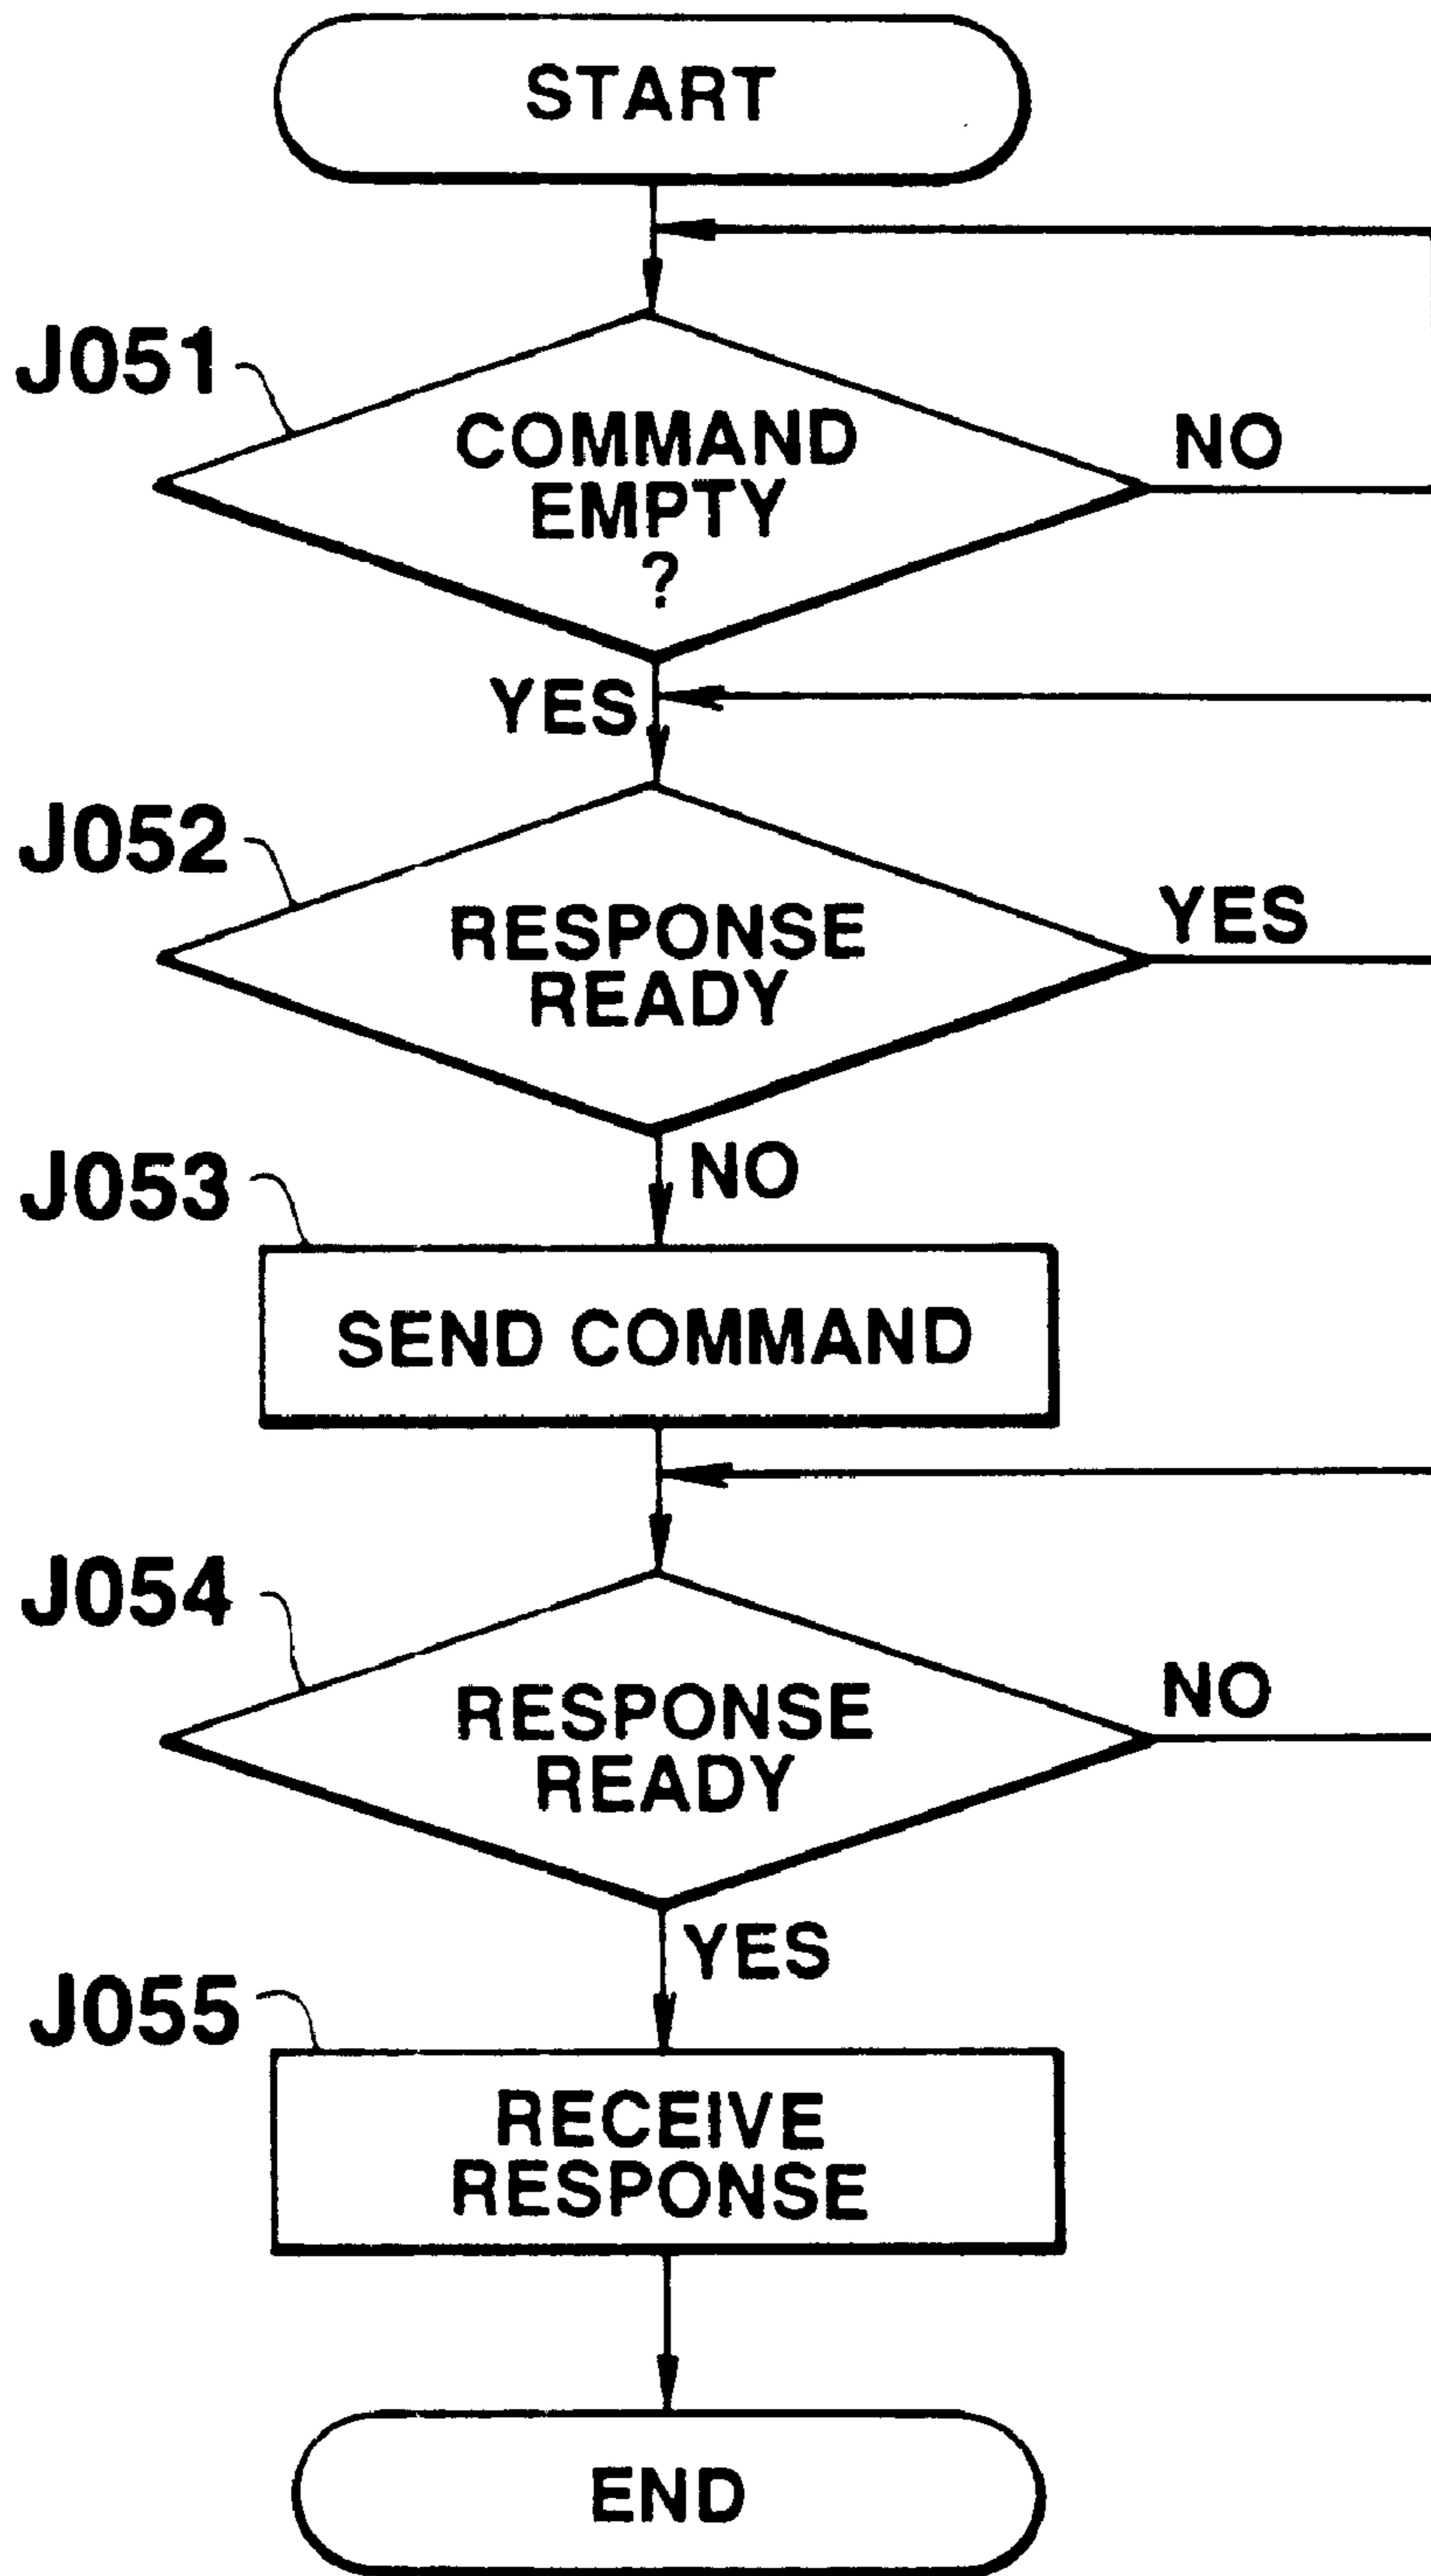 START
J051
COMMAND
EMPTY
?
NO
YES
J052
RESPONSE
READY
YES
NO
J053
SEND COMMAND
J054
RESPONSE
READY
NO
YES
J055
RECEIVE
RESPONSE
END